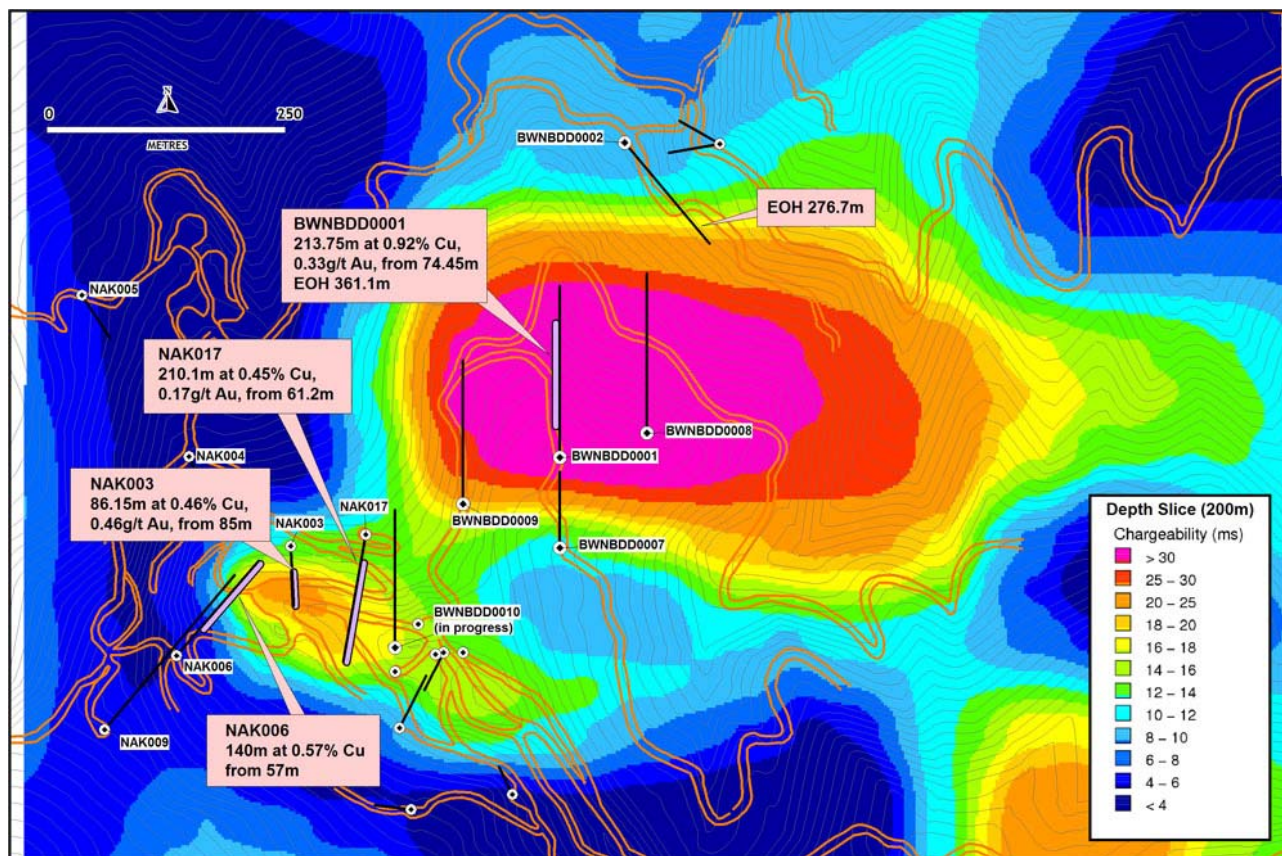 N
0 250
METRES
BWNBDD0002
EOH 276.7m
BWNBDD0001
213.75m at 0.92% Cu,
0.33g/t Au, from 74.45m
EOH 361.1m
NAK005
NAK017
210.1m at 0.45% Cu,
0.17g/t Au, from 61.2m
BWNBDD0008
BWNBDD0001
NAK004
NAK003
86.15m at 0.46% Cu,
0.46g/t Au, from 85m
NAK017
NAK003
BWNBDD0009
BWNBDD0007
BWNBDD0010
(in progress)
NAK006
NAK009
NAK006
140m at 0.57% Cu
from 57m
Depth Slice (200m)
Chargeability (ms)
> 30
25 – 30
20 – 25
18 – 20
16 – 18
14 – 16
12 – 14
10 – 12
8 – 10
6 – 8
4 – 6
< 4